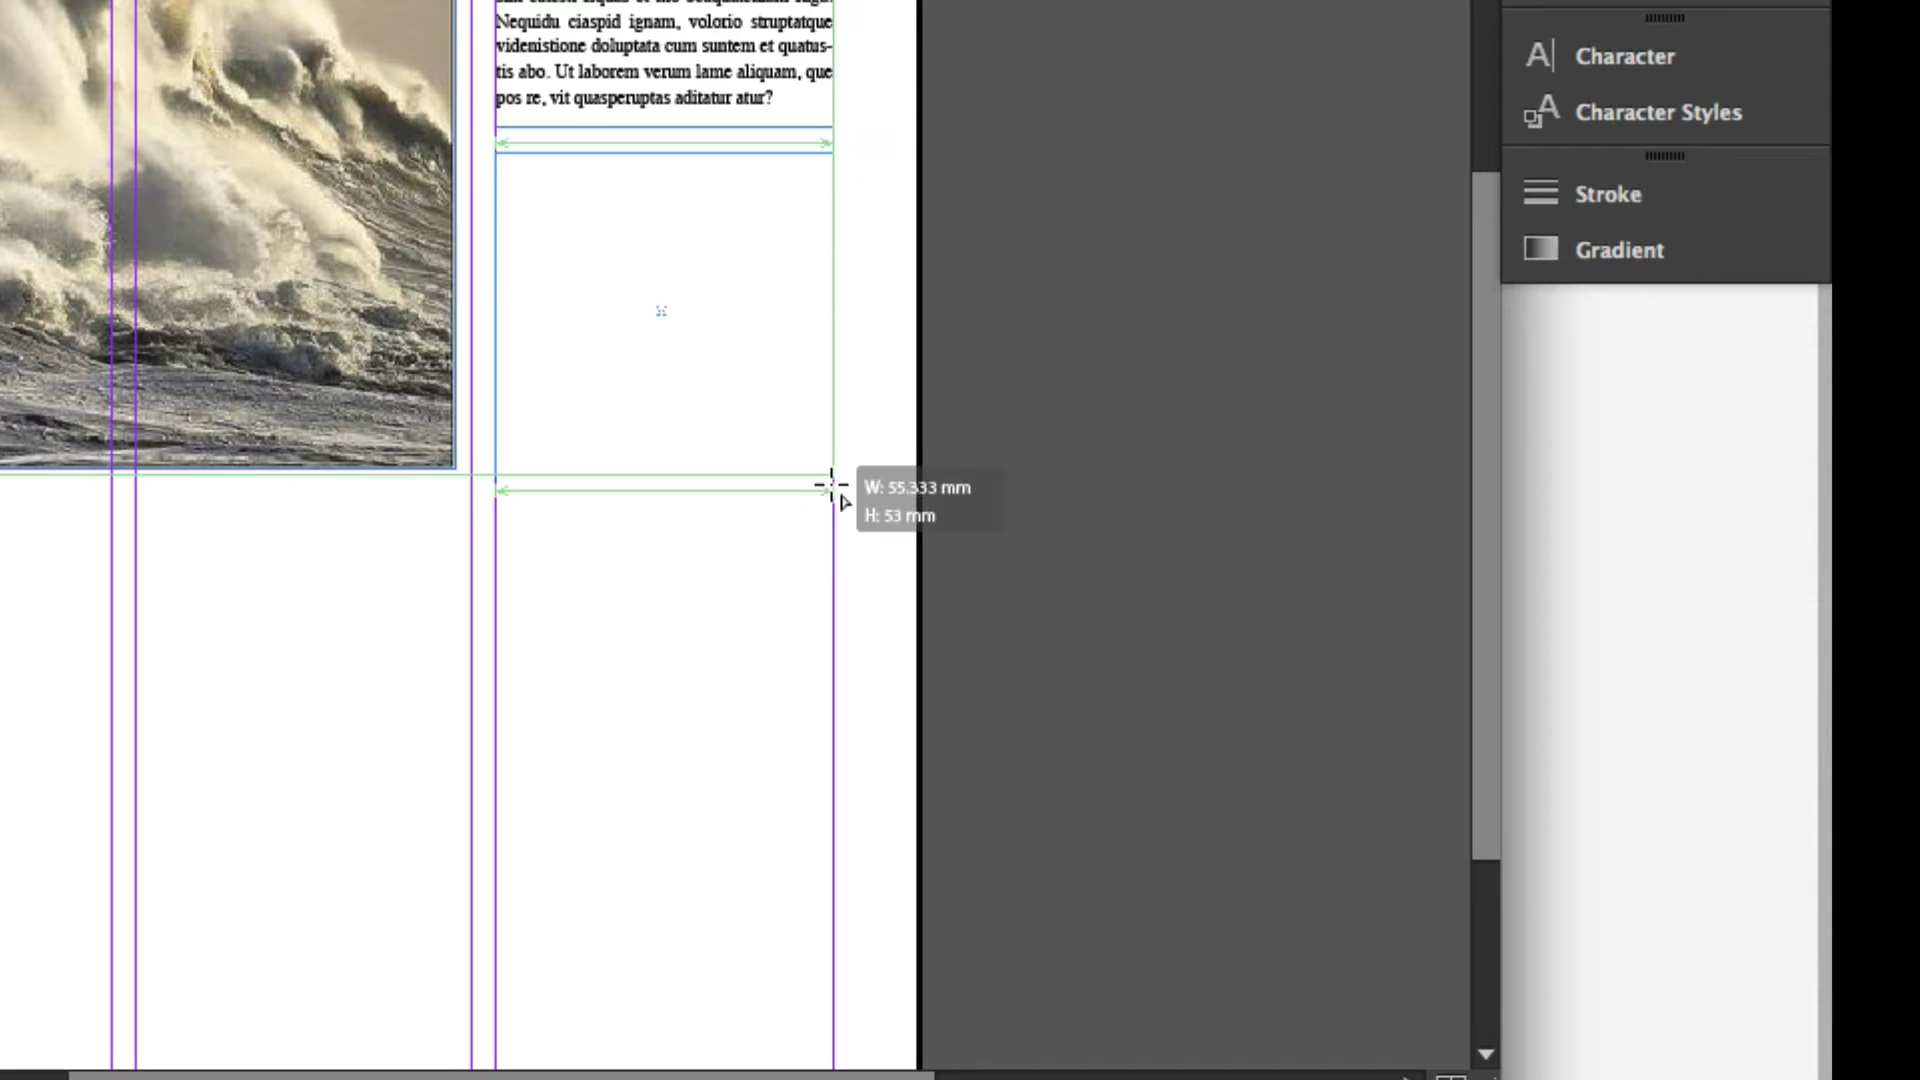 Nequidu ciaspid ignam, volorio struptatque
videnistione doluptata cum suntem et quatus-
tis abo. Ut laborem verum lame aliquam, que
pos re, vit quasperuptas aditatur atur?
W: 55.333 mm
H: 53 mm
Character
Character Styles
Stroke
Gradient